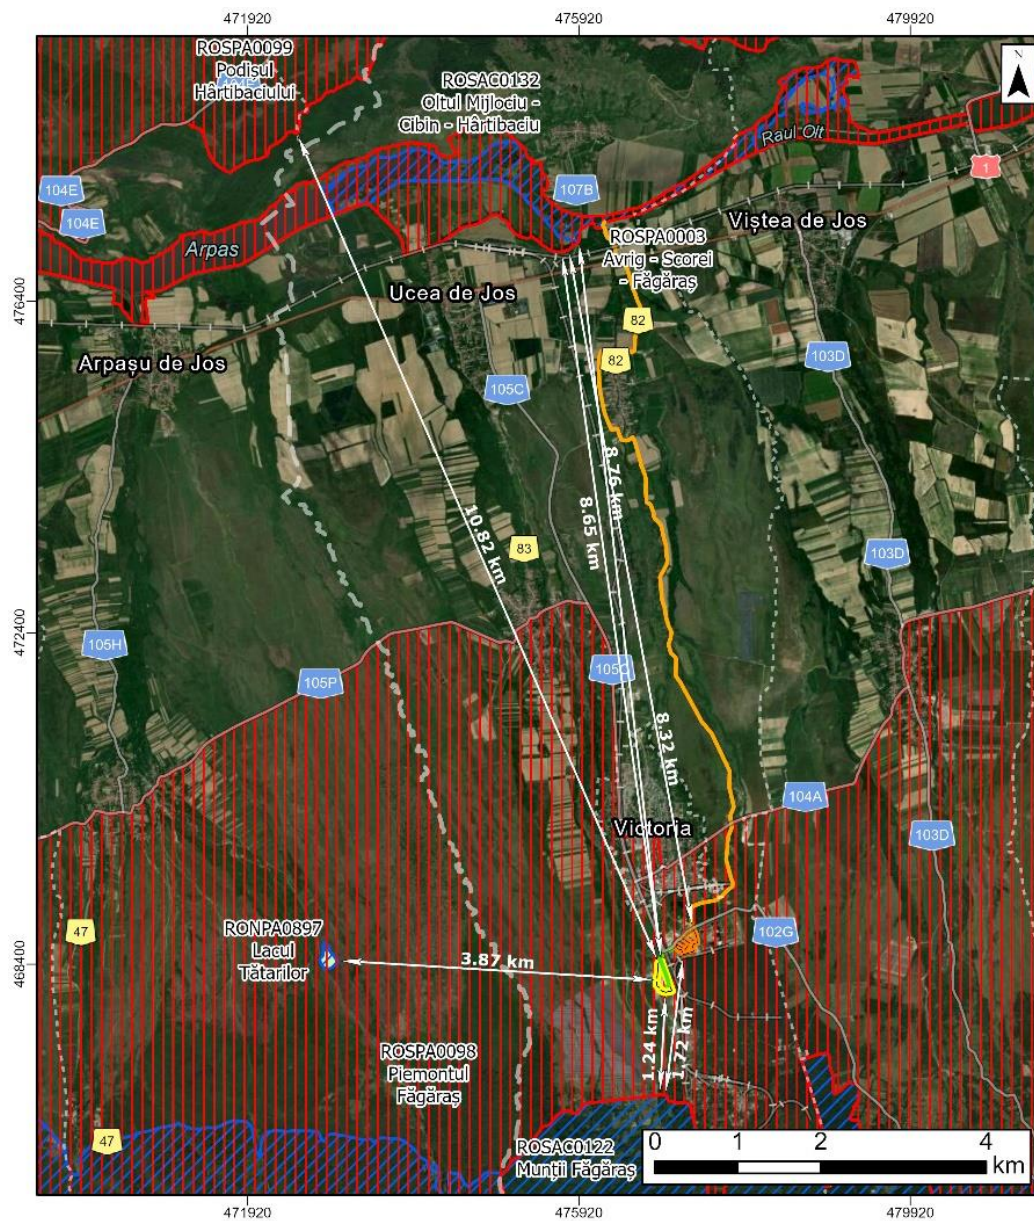 471920
475920
479920
ROSPA0099
Podișul
Hârtibaciului
ROSAC0132
Oltul Mijlociu -
Cibin - Hârtibaciu
N
Raul Olt
1
104E
104E
107B
Viștea de Jos
Arpas
ROSPA0003
Avrig - Scorei
- Făgăraș
Ucea de Jos
476400
82
82
103D
Arpașu de Jos
105C
8.76 km
8.65 km
10.82 km
83
103D
472400
105H
105P
8.32 km
104A
Victoria
103D
RONPA0897
Lacul
Tătarilor
47
102G
468400
3.87 km
1.24 km
1.72 km
ROSPA0098
Piemontul
Făgăraș
47
ROSAC0122
Munții Făgăraș
0 1 2 4
km
471920
475920
479920